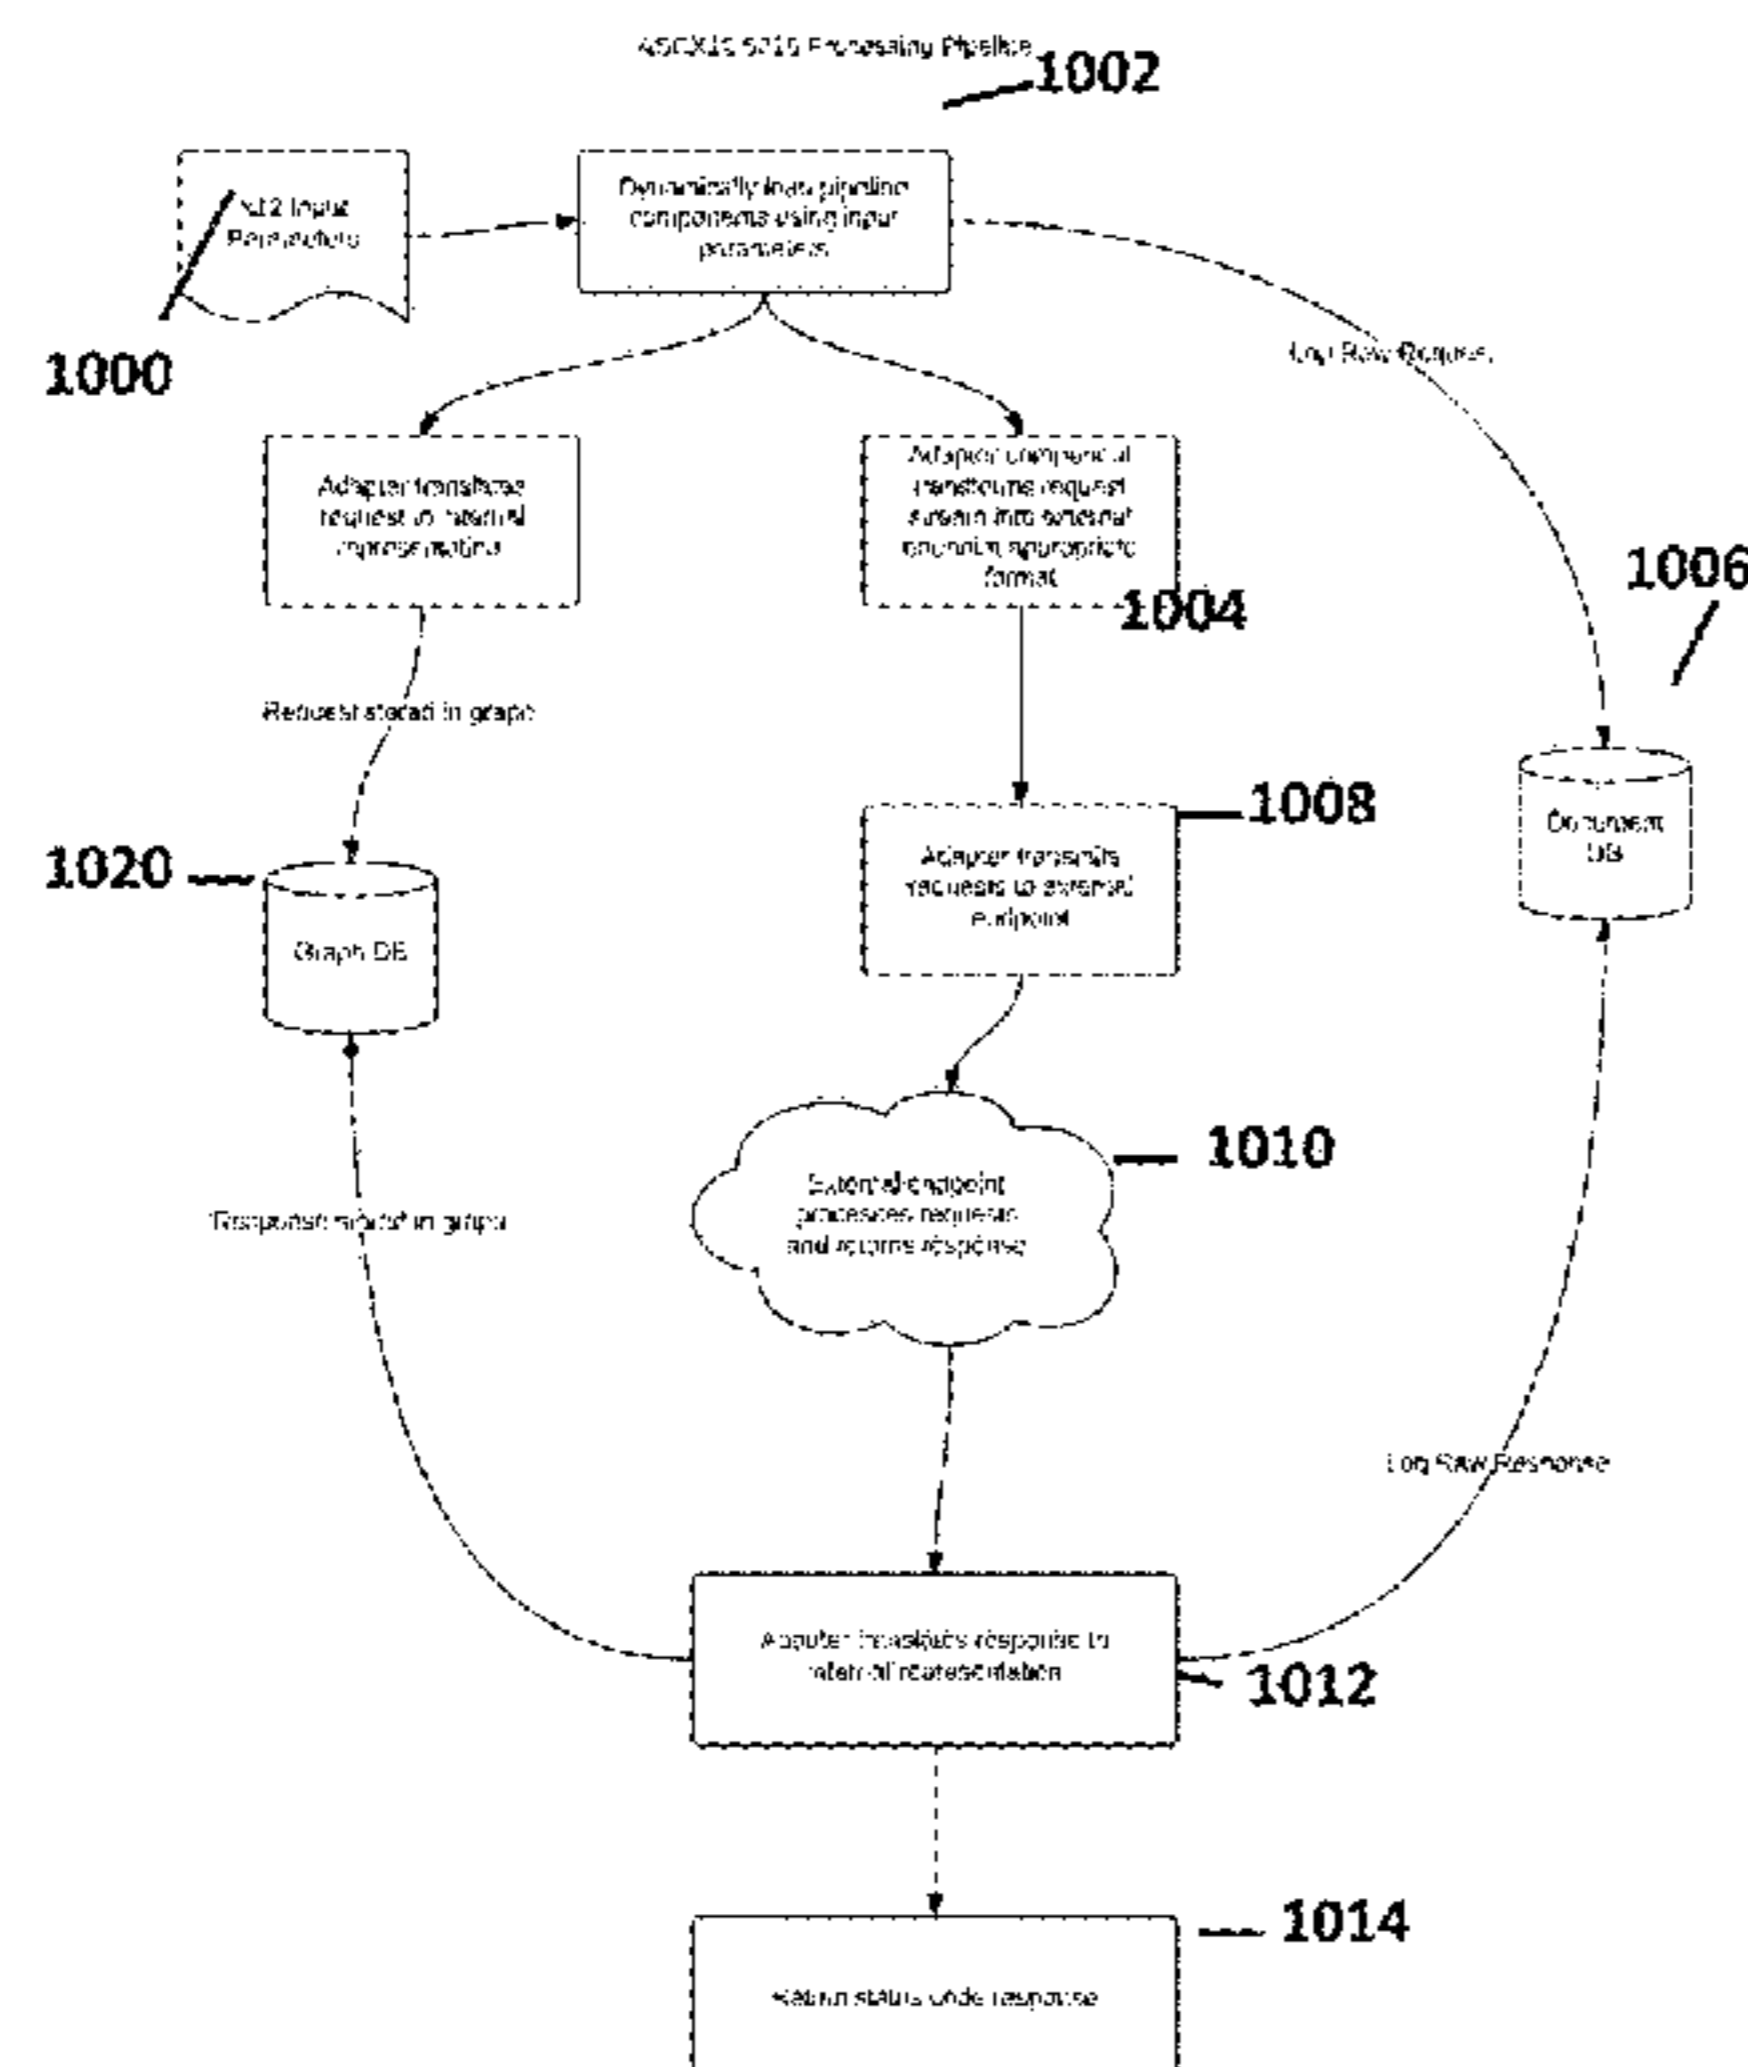 Processing Pipeline
1002
X12 Input
Parameters
1000
Dynamically load pipeline
components using input
parameters
Log Raw Request
Adapter translates
request to internal
representation
Adapter component
transforms request
stream into external
endpoint appropriate
format
1004
1006
Request stored in graph
Document
DB
1008
Adapter transmits
requests to external
endpoint
1020
Graph DB
1010
External endpoint
processes requests
and returns response
Response stored in graph
Log Raw Response
Adapter translates response to
internal representation
1012
1014
Return status code response